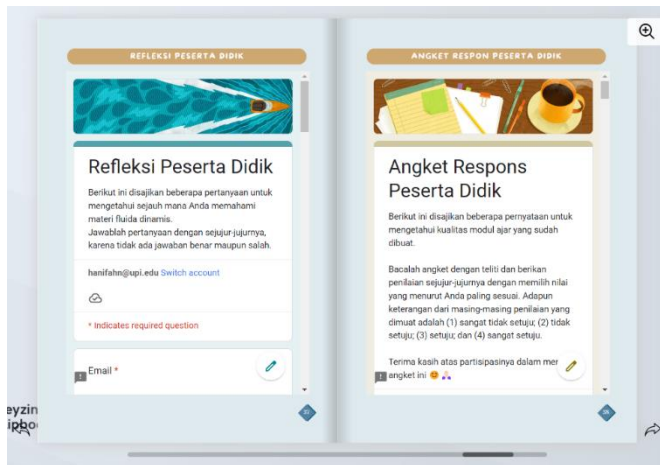 REFLEKSI PESERTA DIDIK
Refleksi Peserta Didik
Berikut ini disajikan beberapa pertanyaan untuk
mengetahui sejauh mana Anda memahami
materi fluida dinamis.
Jawablah pertanyaan dengan sejujur-jujurnya,
karena tidak ada jawaban benar maupun salah.
hanifahn@upi.edu Switch account
* Indicates required question
Email *
ANGKET RESPON PESERTA DIDIK
Angket Respons
Peserta Didik
Berikut ini disajikan beberapa pernyataan untuk
mengetahui kualitas modul ajar yang sudah
dibuat.
Bacalah angket dengan teliti dan berikan
penilaian sejujur-jujurnya dengan memilih nilai
yang menurut Anda paling sesuai. Adapun
keterangan dari masing-masing penilaian yang
dimuat adalah (1) sangat tidak setuju; (2) tidak
setuju; (3) setuju; dan (4) sangat setuju.
Terima kasih atas partisipasinya dalam mer
angket ini
eyzin